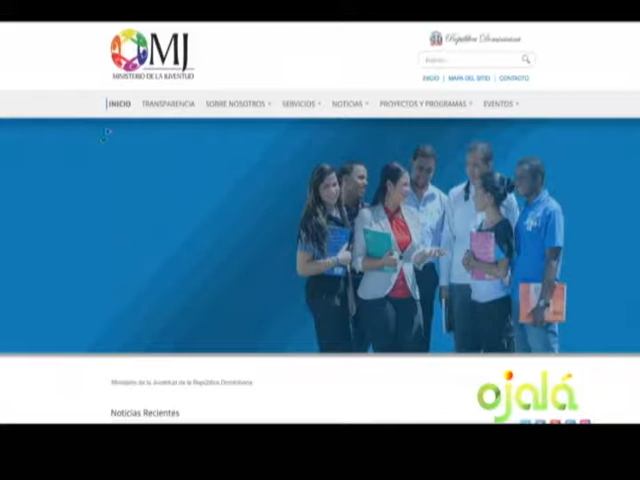 MJ
MINISTERIO DE LA JUVENTUD
República Dominicana
INICIO | MAPA DEL SITIO | CONTACTO
INICIO TRANSPARENCIA SOBRE NOSOTROS SERVICIOS NOTICIAS PROYECTOS Y PROGRAMAS EVENTOS
Ministerio de la Juventud de la República Dominicana
ojalá
Noticias Recientes